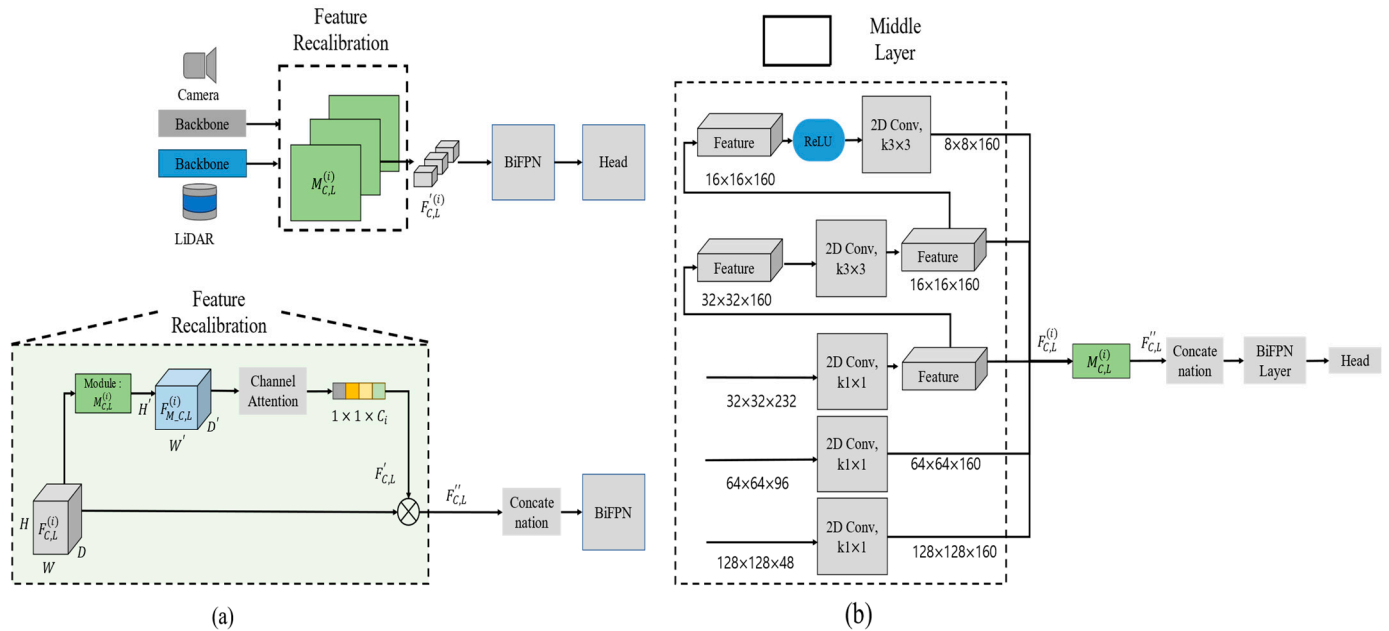 Feature
Recalibration
Camera
Backbone
Backbone
LiDAR
M_{C,L}^{(i)}
F_{C,L}^{'(i)}
BiFPN
Head
Feature
Recalibration
Module :
M_{C,L}^{(i)}
H'
F_{M_C,L}^{(i)}
W'
D'
Channel
Attention
1 × 1 × C_i
F_{C,L}^{'}
H
F_{C,L}^{(i)}
W
D
F_{C,L}^{''}
Concate
nation
BiFPN
(a)
Middle
Layer
Feature
16×16×160
ReLU
2D Conv,
k3×3
8×8×160
Feature
32×32×160
2D Conv,
k3×3
Feature
16×16×160
32×32×232
2D Conv,
k1×1
Feature
64×64×96
2D Conv,
k1×1
64×64×160
128×128×48
2D Conv,
k1×1
128×128×160
F_{C,L}^{(i)}
M_{C,L}^{(i)}
F_{C,L}^{''}
Concate
nation
BiFPN
Layer
Head
(b)